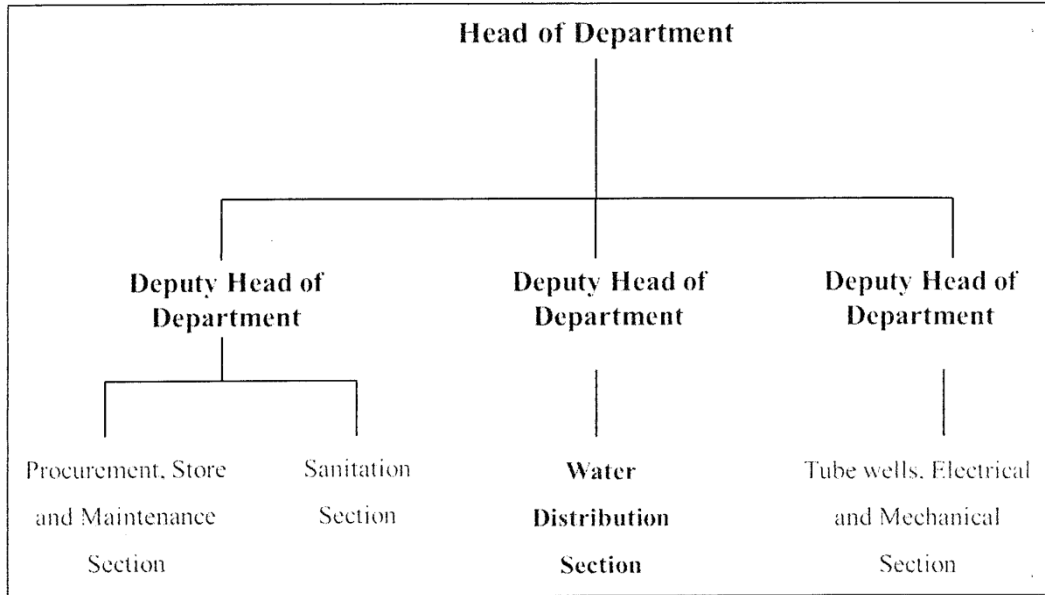 Head of Department
Deputy Head of
Department
Deputy Head of
Department
Deputy Head of
Department
Procurement, Store
and Maintenance
Section
Sanitation
Section
Water
Distribution
Section
Tube wells, Electrical
and Mechanical
Section